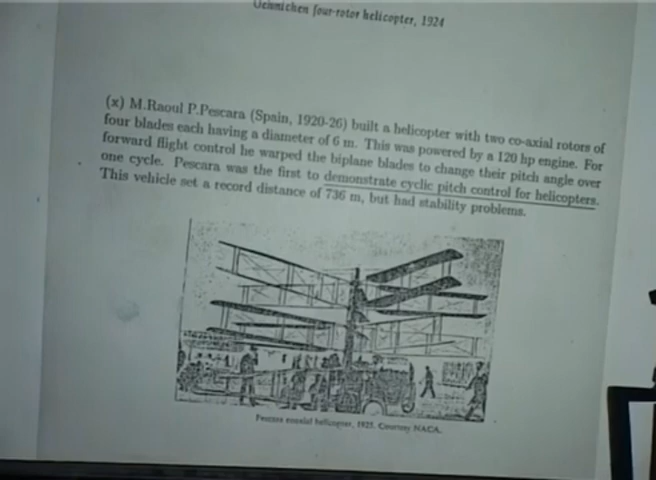 Oehmichen four-rotor helicopter, 1924
(x) M.Raoul P.Pescara (Spain, 1920-26) built a helicopter with two co-axial rotors of
four blades each having a diameter of 6 m. This was powered by a 120 hp engine. For
forward flight control he warped the biplane blades to change their pitch angle over
one cycle. Pescara was the first to demonstrate cyclic pitch control for helicopters.
This vehicle set a record distance of 736 m, but had stability problems.
Pescara coaxial helicopter, 1925. Courtesy NACA.